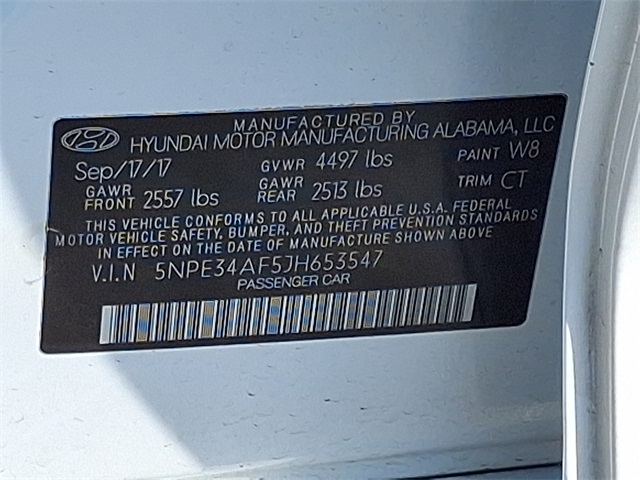 MANUFACTURED BY
HYUNDAI MOTOR MANUFACTURING ALABAMA, LLC
Sep/17/17 GVWR 4497 lbs PAINT W8
GAWR FRONT 2557 lbs GAWR REAR 2513 lbs TRIM CT
THIS VEHICLE CONFORMS TO ALL APPLICABLE U.S.A. FEDERAL
MOTOR VEHICLE SAFETY, BUMPER, AND THEFT PREVENTION STANDARDS
IN EFFECT ON THE DATE OF MANUFACTURE SHOWN ABOVE.
V.I.N 5NPE34AF5JH653547
PASSENGER CAR